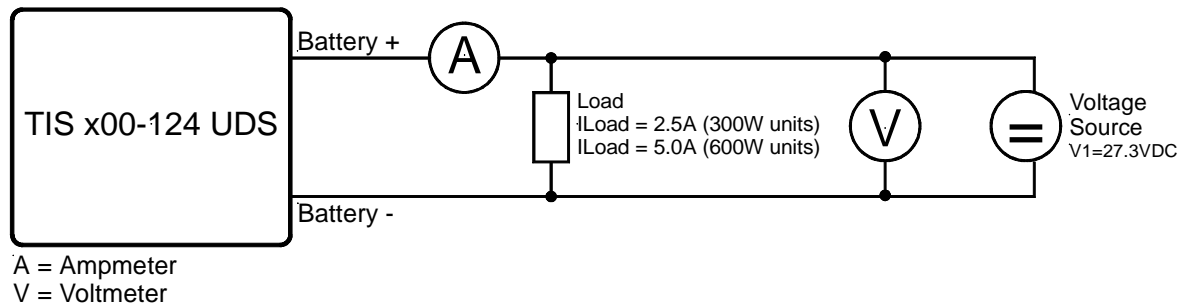 Battery +
A
TIS x00-124 UDS
Load
ILoad = 2.5A (300W units)
ILoad = 5.0A (600W units)
V
=
Voltage
Source
V1=27.3VDC
Battery -
A = Ampmeter
V = Voltmeter